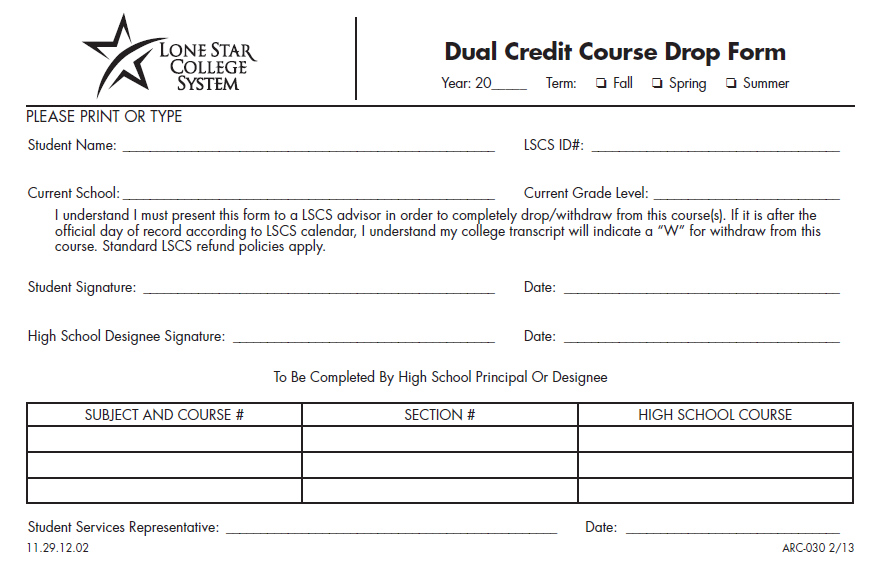 LONE STAR
COLLEGE
SYSTEM
Dual Credit Course Drop Form
Year: 20_____ Term: ❏ Fall ❏ Spring ❏ Summer
PLEASE PRINT OR TYPE
Student Name: ______________________ LSCS ID#: ______________________
Current School: ______________________ Current Grade Level: ______________________
I understand I must present this form to a LSCS advisor in order to completely drop/withdraw from this course(s). If it is after the
official day of record according to LSCS calendar, I understand my college transcript will indicate a “W” for withdraw from this
course. Standard LSCS refund policies apply.
Student Signature: ______________________ Date: ______________________
High School Designee Signature: ______________________ Date: ______________________
To Be Completed By High School Principal Or Designee
SUBJECT AND COURSE # SECTION # HIGH SCHOOL COURSE
Student Services Representative: ______________________ Date: ______________________
11.29.12.02 ARC-030 2/13